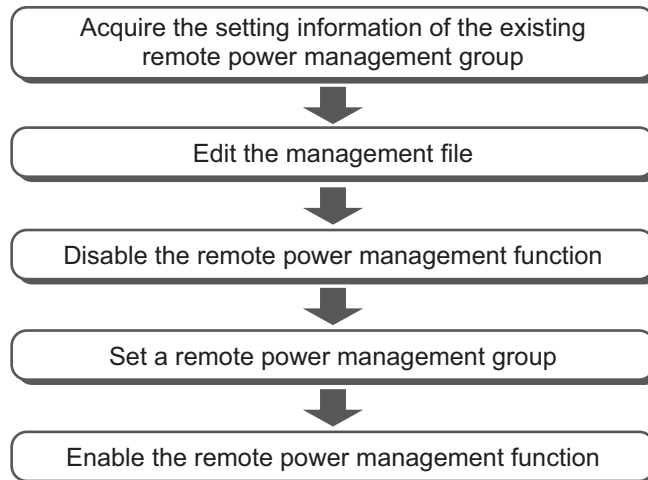 Acquire the setting information of the existing
remote power management group
Edit the management file
Disable the remote power management function
Set a remote power management group
Enable the remote power management function